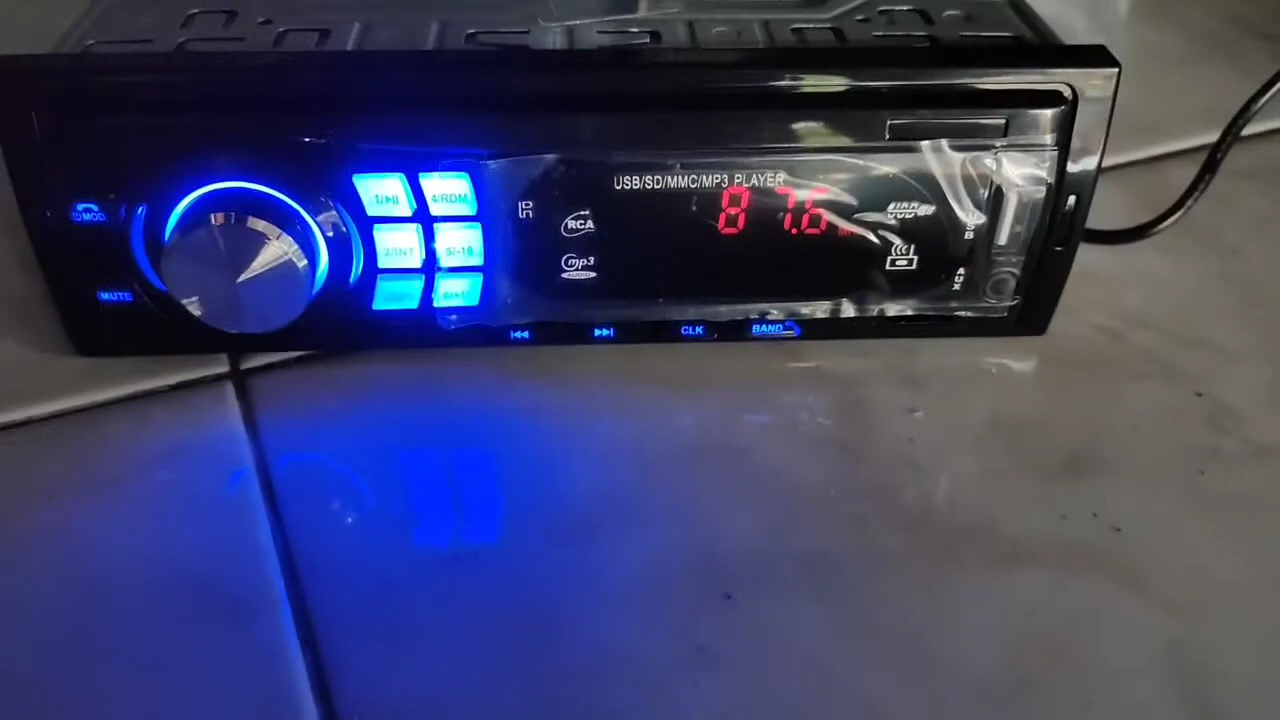 USB/SD/MMC/MP3 PLAYER
87.6
MOD
1/▶II
4/RDM
RCA
2/INT
5/-10
mp3
AUDIO
USB
AUX
MUTE
CLK
BAND